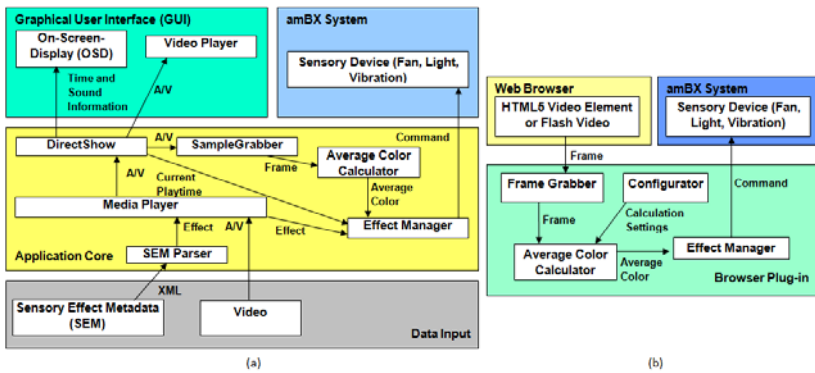 Graphical User Interface (GUI)
On-Screen-
Display (OSD)
Video Player
Time and
Sound
Information
A/V
amBX System
Sensory Device (Fan, Light,
Vibration)
Command
DirectShow
A/V
SampleGrabber
Frame
Average Color
Calculator
A/V
Current
Playtime
Average
Color
Media Player
Effect
A/V
Effect
Effect Manager
Application Core
SEM Parser
XML
Sensory Effect Metadata
(SEM)
Video
Data Input
(a)
Web Browser
HTML5 Video Element
or Flash Video
amBX System
Sensory Device (Fan,
Light, Vibration)
Frame
Command
Frame Grabber
Configurator
Frame
Calculation
Settings
Average Color
Calculator
Average
Color
Effect Manager
Browser Plug-in
(b)